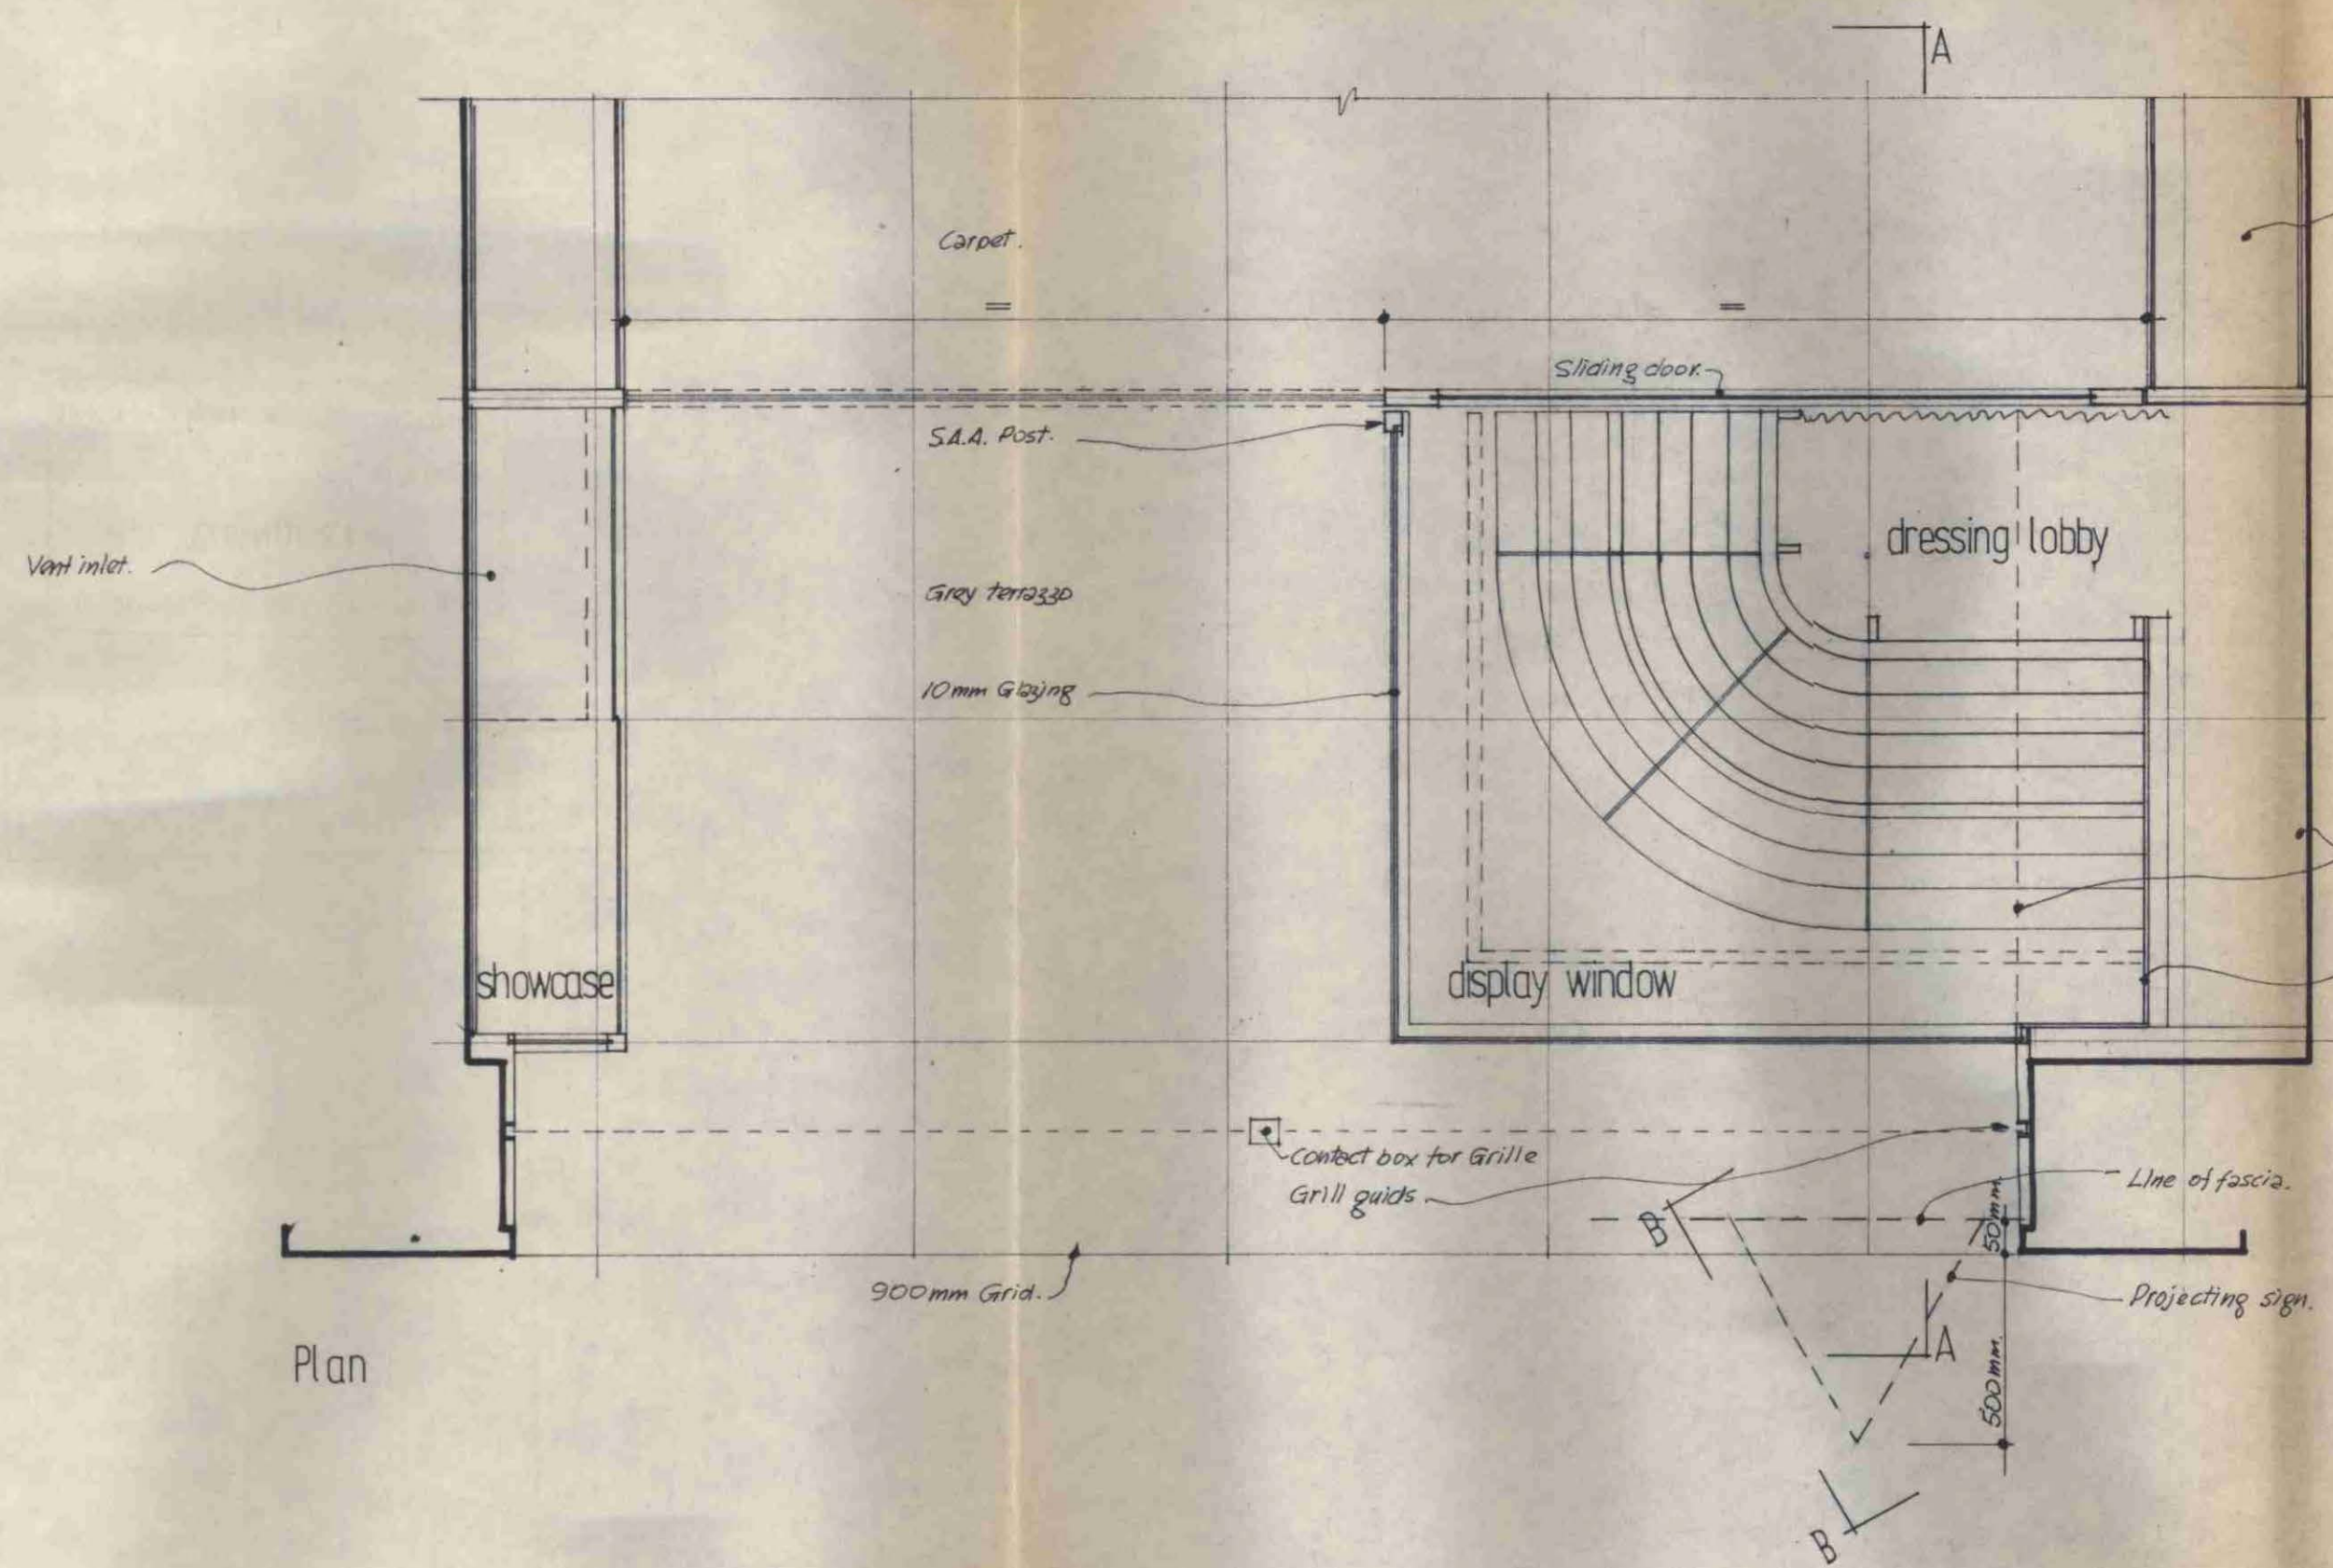 A
Carpet.
=
=
Sliding door.
S.A.A. Post.
dressing lobby
Vent inlet.
Grey terrazzo
10mm Glazing
showcase
display window
Contact box for Grille
Grill guids
Line of fascia.
B
50mm.
900mm Grid.
Projecting sign.
A
Plan
500mm.
B